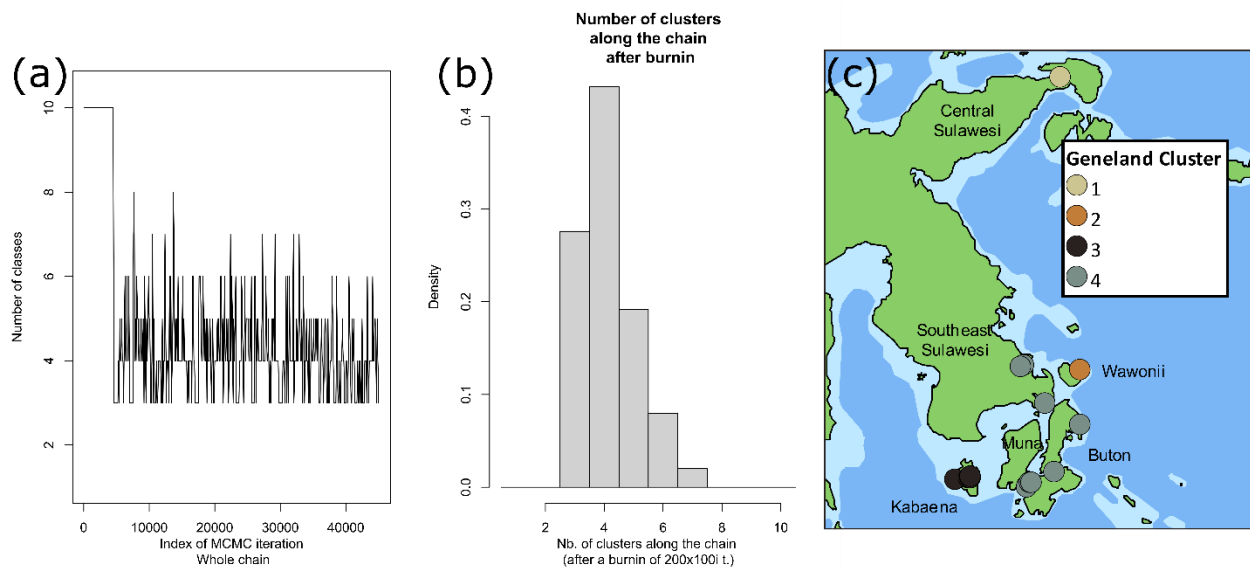 (a)
10
8
6
4
2
Number of classes
0
10000
20000
30000
40000
Index of MCMC iteration
Whole chain
(b)
Number of clusters
along the chain
after burnin
0.4
0.3
0.2
0.1
0.0
Density
2
4
6
8
10
Nb. of clusters along the chain
(after a burnin of 200x100i t.)
(c)
Central
Sulawesi
Geneland Cluster
1
2
3
4
Southeast
Sulawesi
Wawonii
Muna
Buton
Kabaena